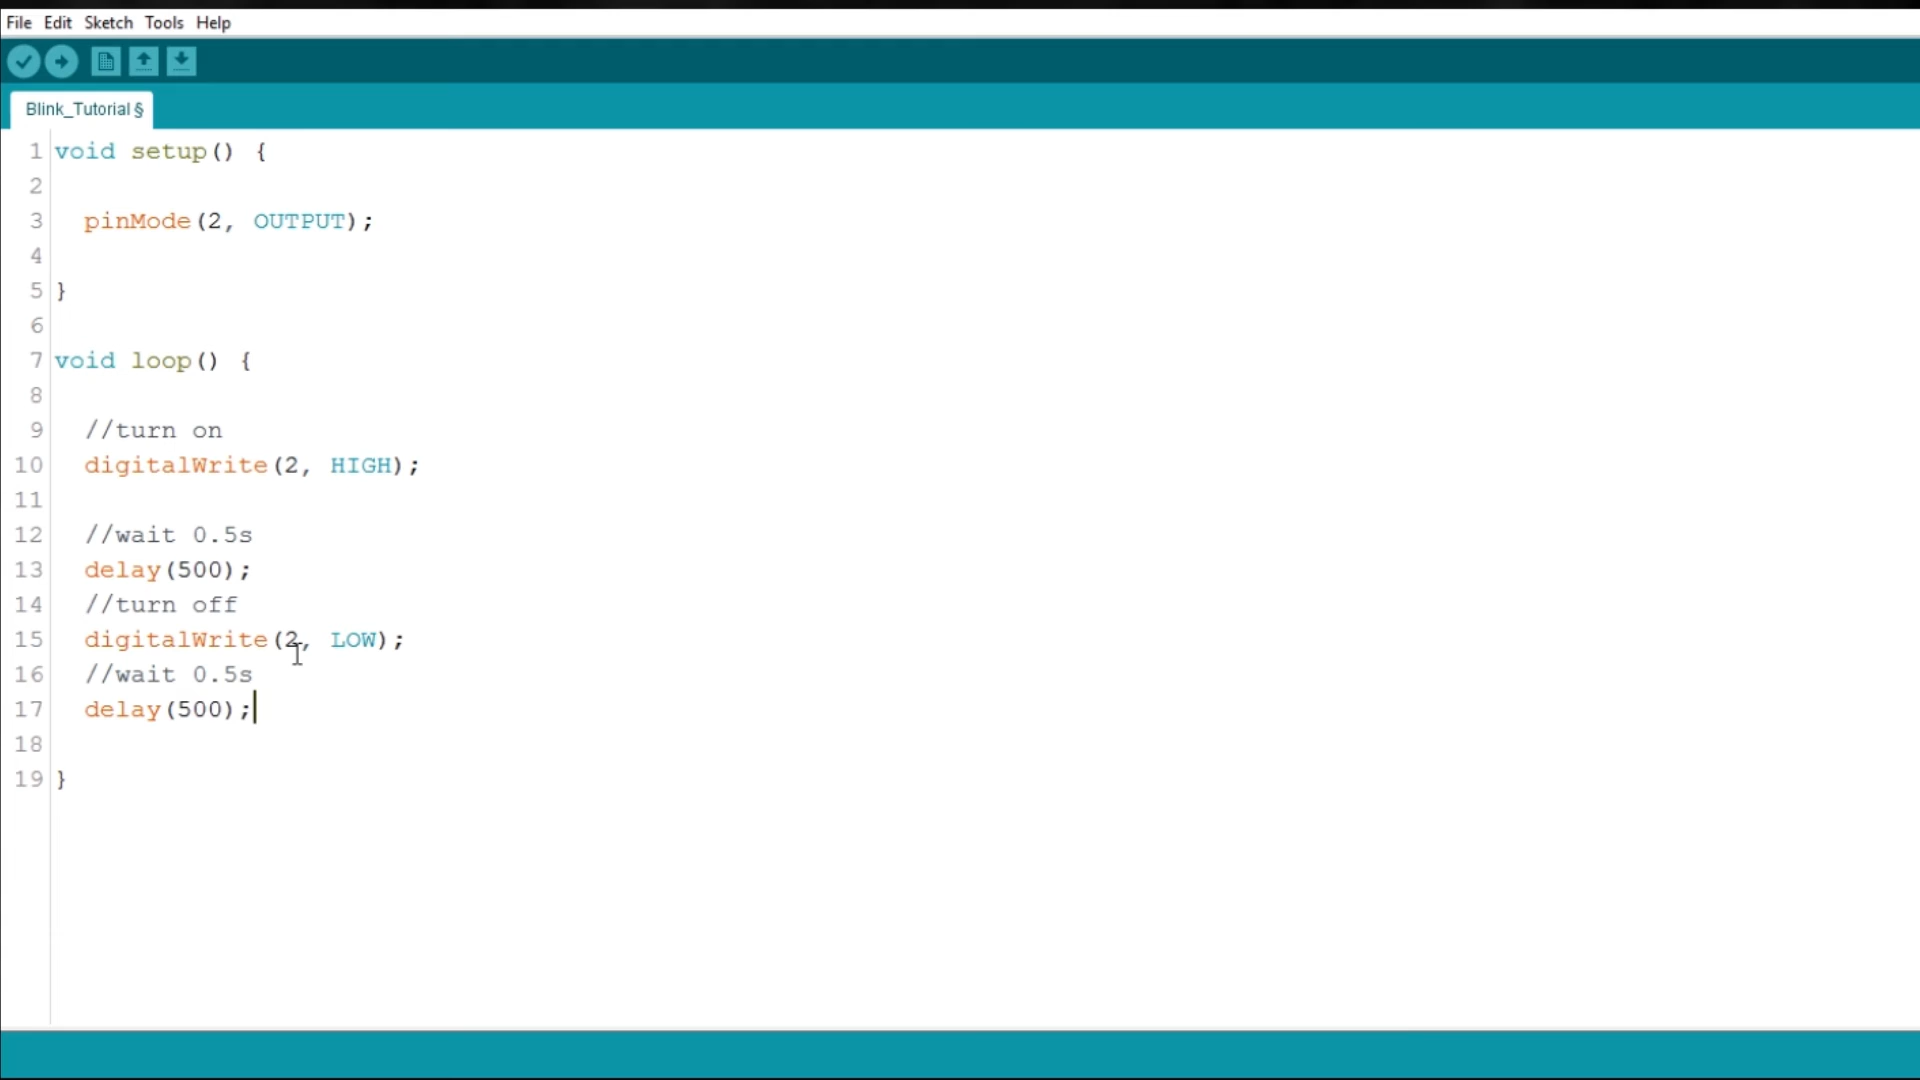 File Edit Sketch Tools Help
Blink_Tutorial §
1 void setup() {
2
3 pinMode(2, OUTPUT);
4
5 }
6
7 void loop() {
8
9 //turn on
10 digitalWrite(2, HIGH);
11
12 //wait 0.5s
13 delay(500);
14 //turn off
15 digitalWrite(2, LOW);
16 //wait 0.5s
17 delay(500);
18
19 }